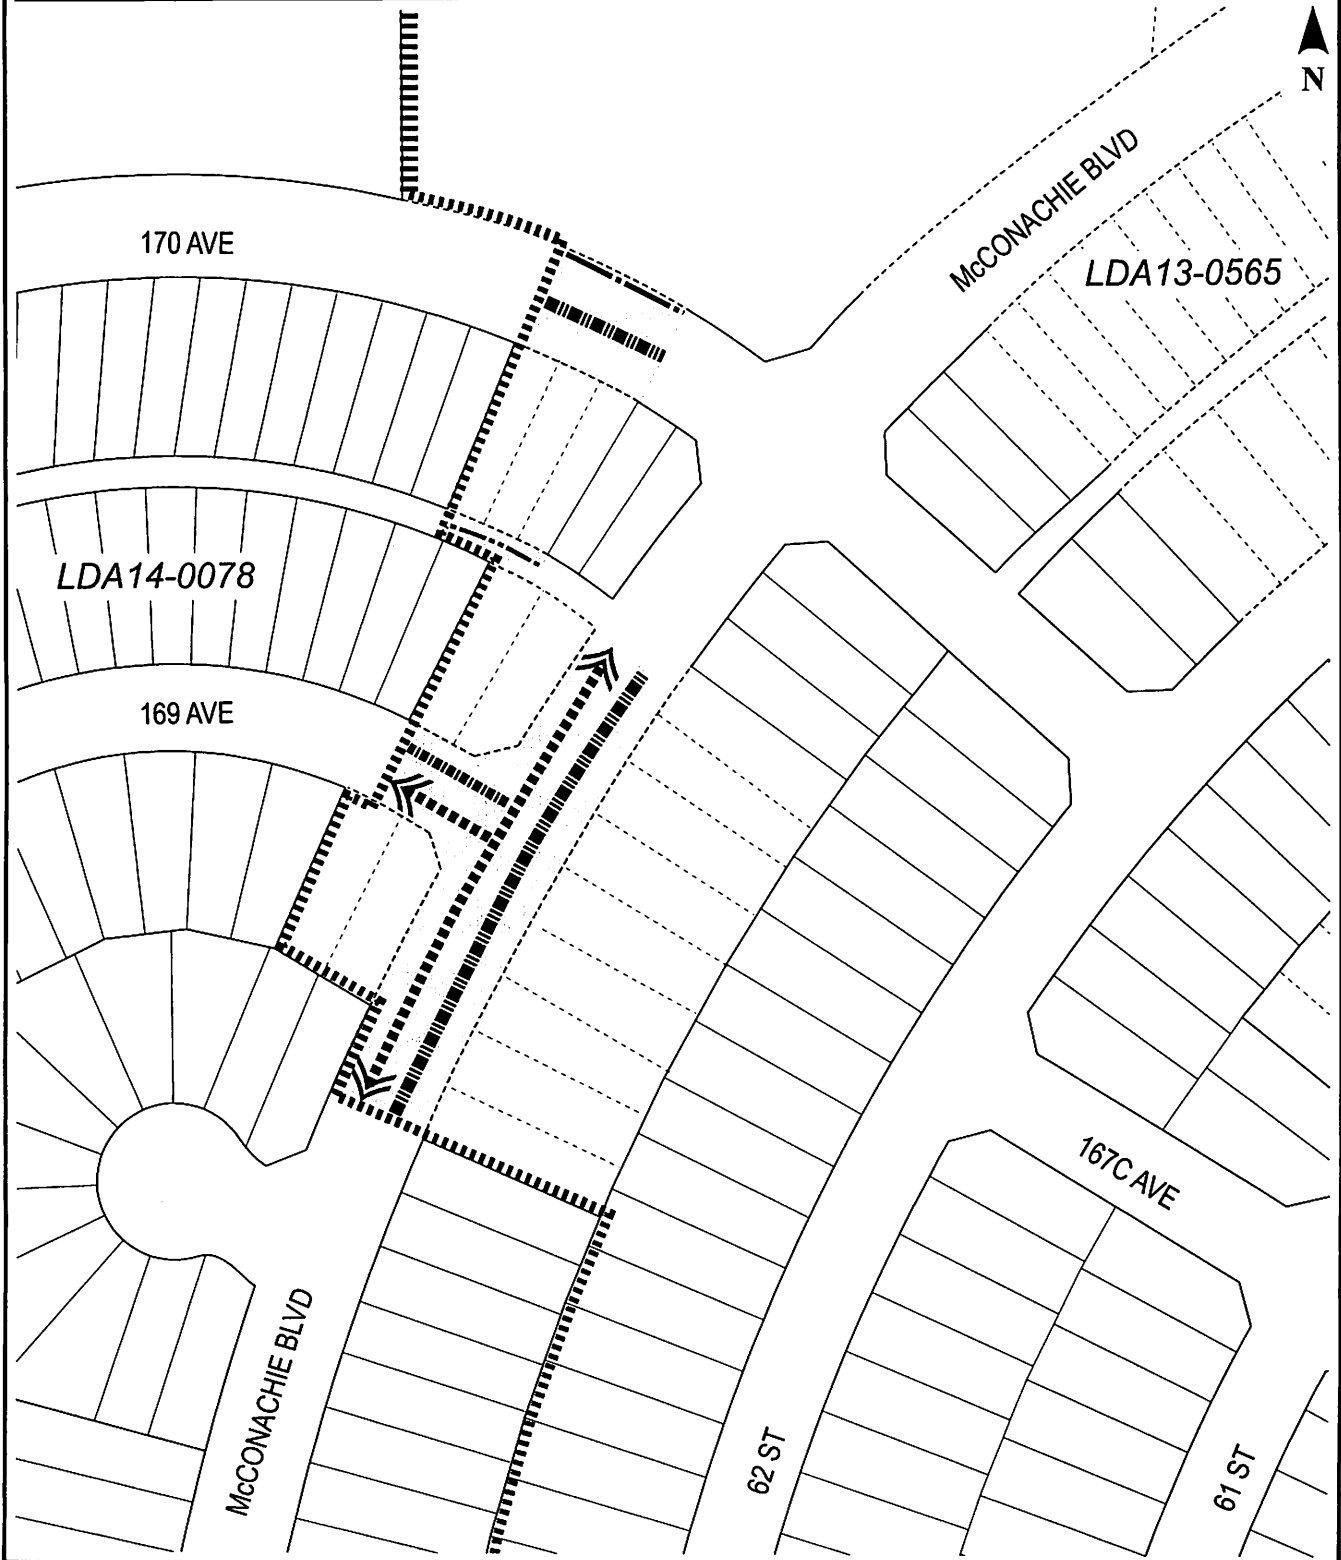 N
McCONACHIE BLVD
170 AVE
LDA13-0565
LDA14-0078
169 AVE
167C AVE
McCONACHIE BLVD
62 ST
61 ST